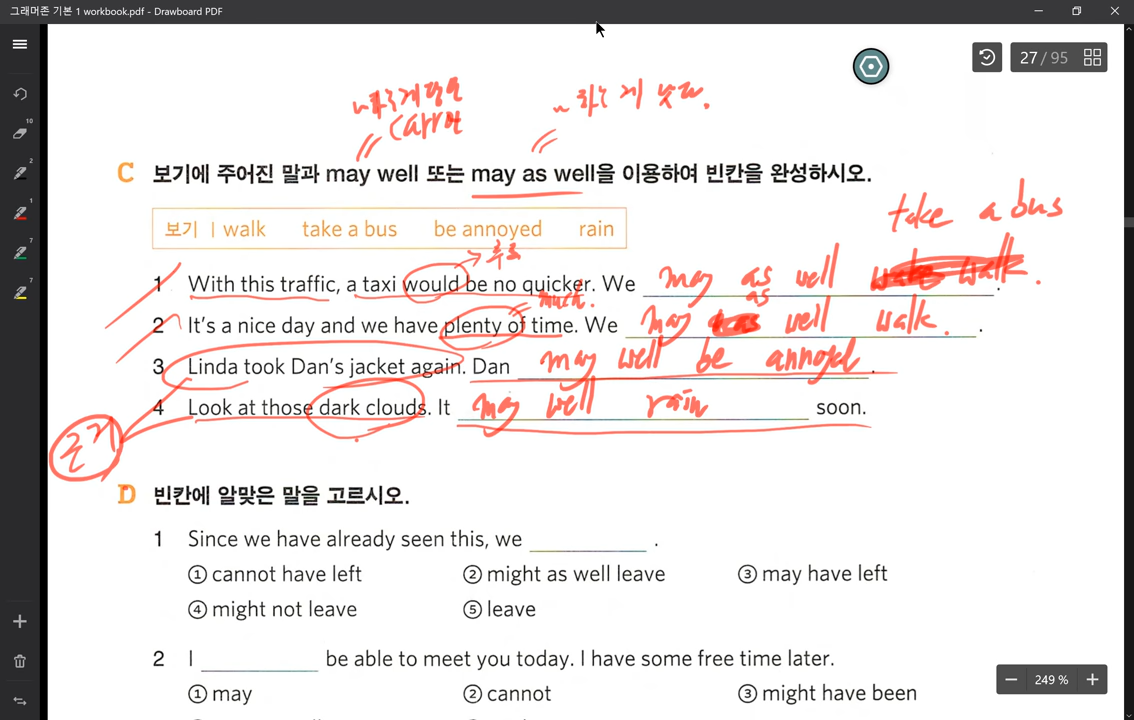 그래머존 기본 1 workbook.pdf - Drawboard PDF
27 / 95
~하는 게 낫다.
C 보기에 주어진 말과 may well 또는 may as well을 이용하여 빈칸을 완성하시오.
take a bus
보기 | walk take a bus be annoyed rain
1 With this traffic, a taxi would be no quicker. We may as well walk.
much.
as
2 It's a nice day and we have plenty of time. We may as well walk.
3 Linda took Dan's jacket again. Dan may well be annoyed.
4 Look at those dark clouds. It may well rain soon.
근거
D 빈칸에 알맞은 말을 고르시오.
1 Since we have already seen this, we ________ .
① cannot have left ② might as well leave ③ may have left
④ might not leave ⑤ leave
2 I ________ be able to meet you today. I have some free time later.
① may ② cannot ③ might have been
249 %
10
2
1
7
7